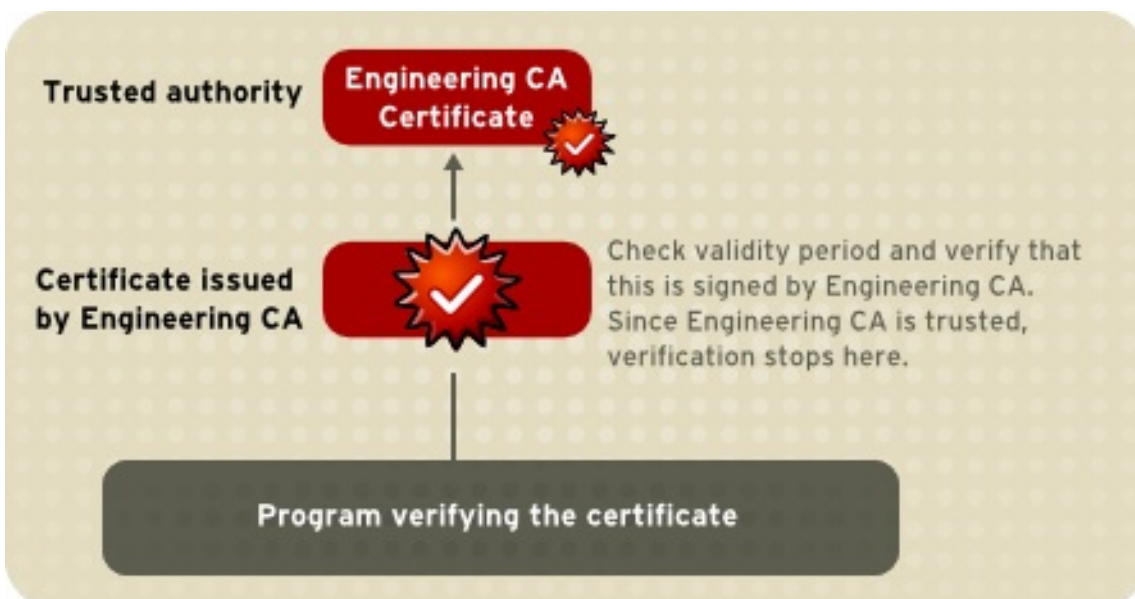 Trusted authority
Engineering CA
Certificate
Certificate issued
by Engineering CA
Check validity period and verify that
this is signed by Engineering CA.
Since Engineering CA is trusted,
verification stops here.
Program verifying the certificate